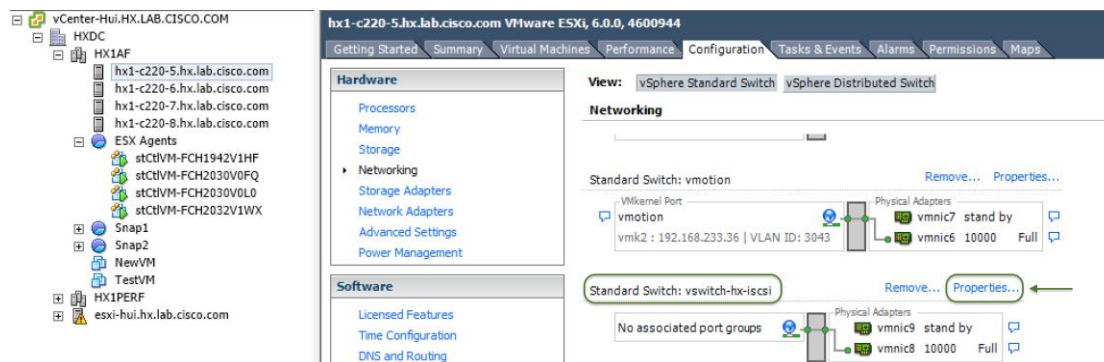 vCenter-Hui.HX.LAB.CISCO.COM
HXDC
HX1AF
hx1-c220-5.hx.lab.cisco.com
hx1-c220-6.hx.lab.cisco.com
hx1-c220-7.hx.lab.cisco.com
hx1-c220-8.hx.lab.cisco.com
ESX Agents
stCtlVM-FCH1942V1HF
stCtlVM-FCH2030V0FQ
stCtlVM-FCH2030V0L0
stCtlVM-FCH2032V1WX
Snap1
Snap2
NewVM
TestVM
HX1PERF
esxi-hui.hx.lab.cisco.com
hx1-c220-5.hx.lab.cisco.com VMware ESXi, 6.0.0, 4600944
Getting Started Summary Virtual Machines Performance Configuration Tasks & Events Alarms Permissions Maps
Hardware
Processors
Memory
Storage
Networking
Storage Adapters
Network Adapters
Advanced Settings
Power Management
Software
Licensed Features
Time Configuration
DNS and Routing
View: vSphere Standard Switch vSphere Distributed Switch
Networking
Standard Switch: vmotion Remove... Properties...
VMkernel Port Physical Adapters
vmotion vmnic7 stand by
vmk2 : 192.168.233.36 | VLAN ID: 3043 vmnic6 10000 Full
Standard Switch: vswitch-hx-iscsi Remove... Properties...
Physical Adapters
No associated port groups vmnic9 stand by
vmnic8 10000 Full